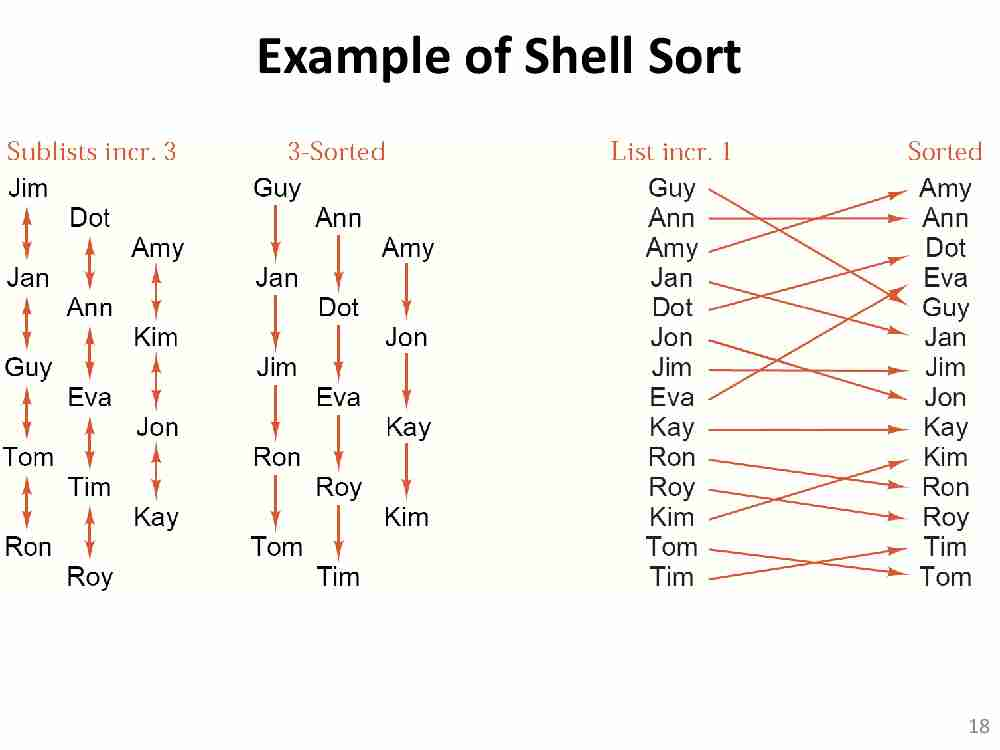 Example of Shell Sort
Sublists incr. 3 3-Sorted List incr. 1 Sorted
Jim Guy Guy Amy
Dot Ann Ann Ann
Amy Amy Amy Dot
Jan Jan Jan Eva
Ann Dot Dot Guy
Kim Jon Jon Jan
Guy Jim Jim Jim
Eva Eva Eva Jon
Jon Kay Kay Kay
Tom Ron Ron Kim
Tim Roy Roy Ron
Kay Kim Kim Roy
Ron Tom Tom Tim
Roy Tim Tim Tom
18